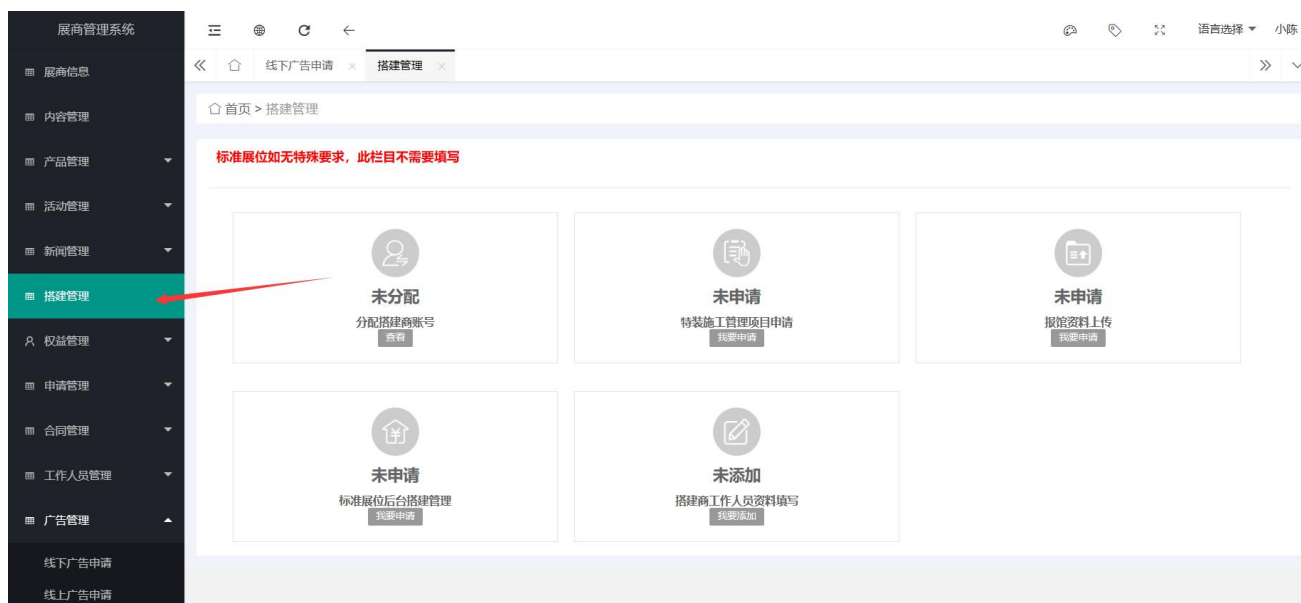 展商管理系统
语言选择
小陈
展商信息
线下广告申请
搭建管理
内容管理
首页 > 搭建管理
产品管理
标准展位如无特殊要求，此栏目不需要填写
活动管理
新闻管理
搭建管理
权益管理
申请管理
合同管理
工作人员管理
广告管理
线下广告申请
线上广告申请
未分配
分配搭建商账号
查看
未申请
特装施工管理项目申请
我要申请
未申请
报馆资料上传
我要申请
未申请
标准展位后台搭建管理
我要申请
未添加
搭建商工作人员资料填写
我要添加